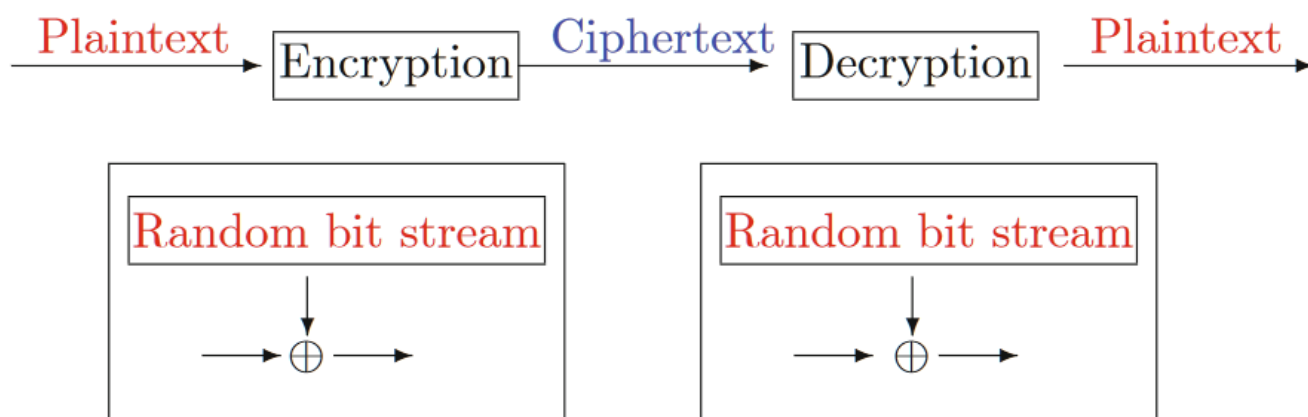 Plaintext Encryption Ciphertext Decryption Plaintext
Random bit stream Random bit stream